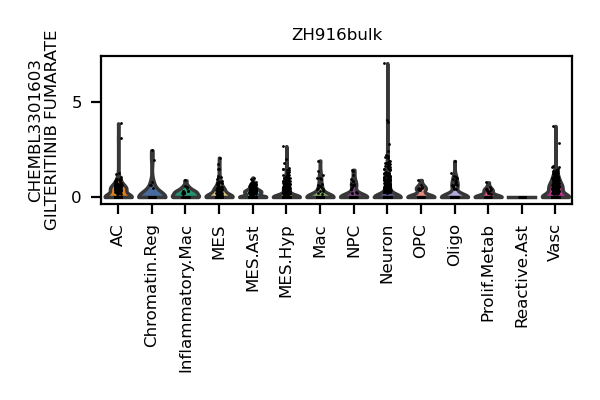 ZH916bulk
CHEMBL3301603
GILTERITINIB FUMARATE
5
0
AC
Chromatin.Reg
Inflammatory.Mac
MES
MES.Ast
MES.Hyp
Mac
NPC
Neuron
OPC
Oligo
Prolif.Metab
Reactive.Ast
Vasc